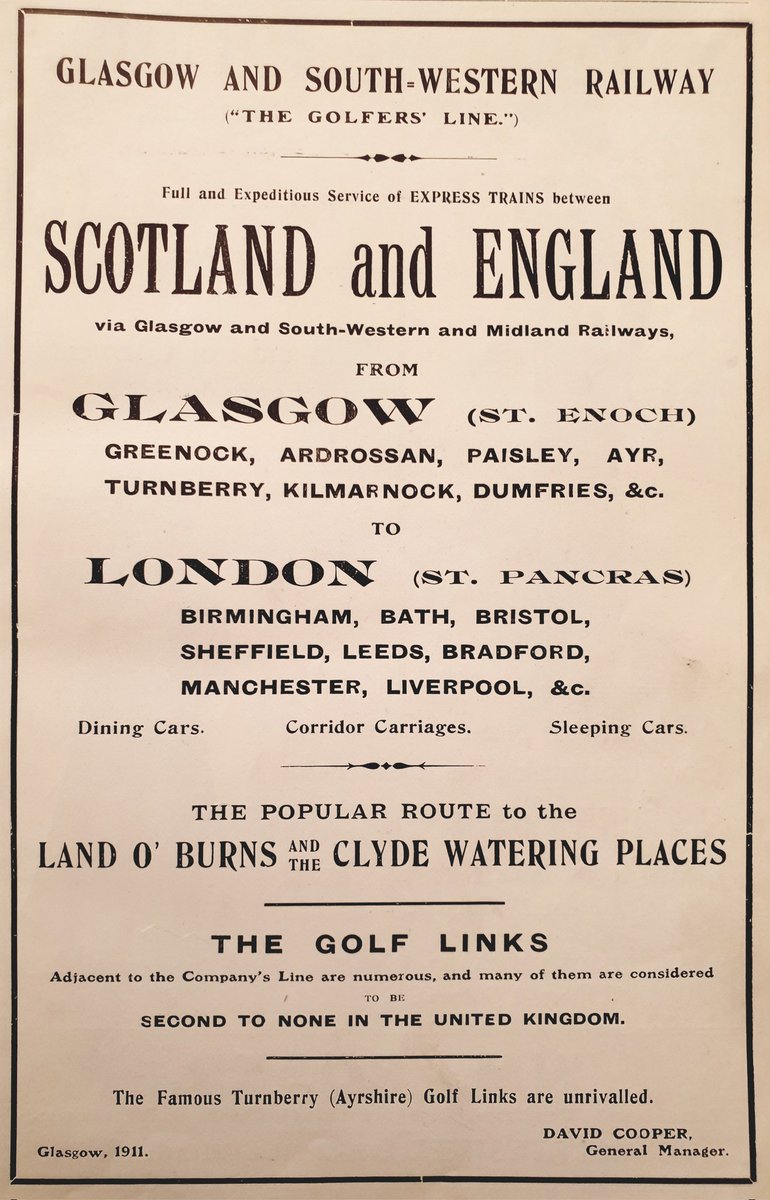 GLASGOW AND SOUTH=WESTERN RAILWAY
("THE GOLFERS' LINE.")
Full and Expeditious Service of EXPRESS TRAINS between
SCOTLAND and ENGLAND
via Glasgow and South-Western and Midland Railways,
FROM
GLASGOW (ST. ENOCH)
GREENOCK, ARDROSSAN, PAISLEY, AYR,
TURNBERRY, KILMARNOCK, DUMFRIES, &c.
TO
LONDON (ST. PANCRAS)
BIRMINGHAM, BATH, BRISTOL,
SHEFFIELD, LEEDS, BRADFORD,
MANCHESTER, LIVERPOOL, &c.
Dining Cars. Corridor Carriages. Sleeping Cars.
THE POPULAR ROUTE to the
LAND O' BURNS AND THE CLYDE WATERING PLACES
THE GOLF LINKS
Adjacent to the Company's Line are numerous, and many of them are considered
TO BE
SECOND TO NONE IN THE UNITED KINGDOM.
The Famous Turnberry (Ayrshire) Golf Links are unrivalled.
DAVID COOPER,
Glasgow, 1911. General Manager.